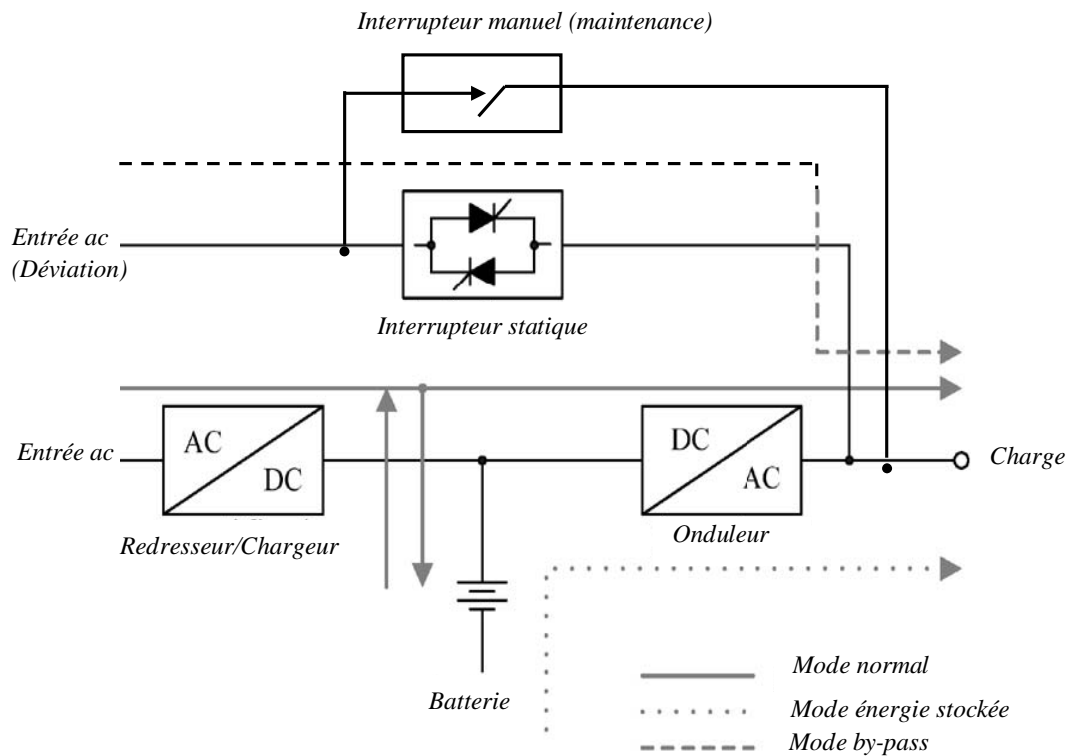 Interrupteur manuel (maintenance)
Entrée ac
(Déviation)
Interrupteur statique
AC
DC
DC
AC
Entrée ac
Charge
Redresseur/Chargeur
Onduleur
Batterie
Mode normal
Mode énergie stockée
Mode by-pass